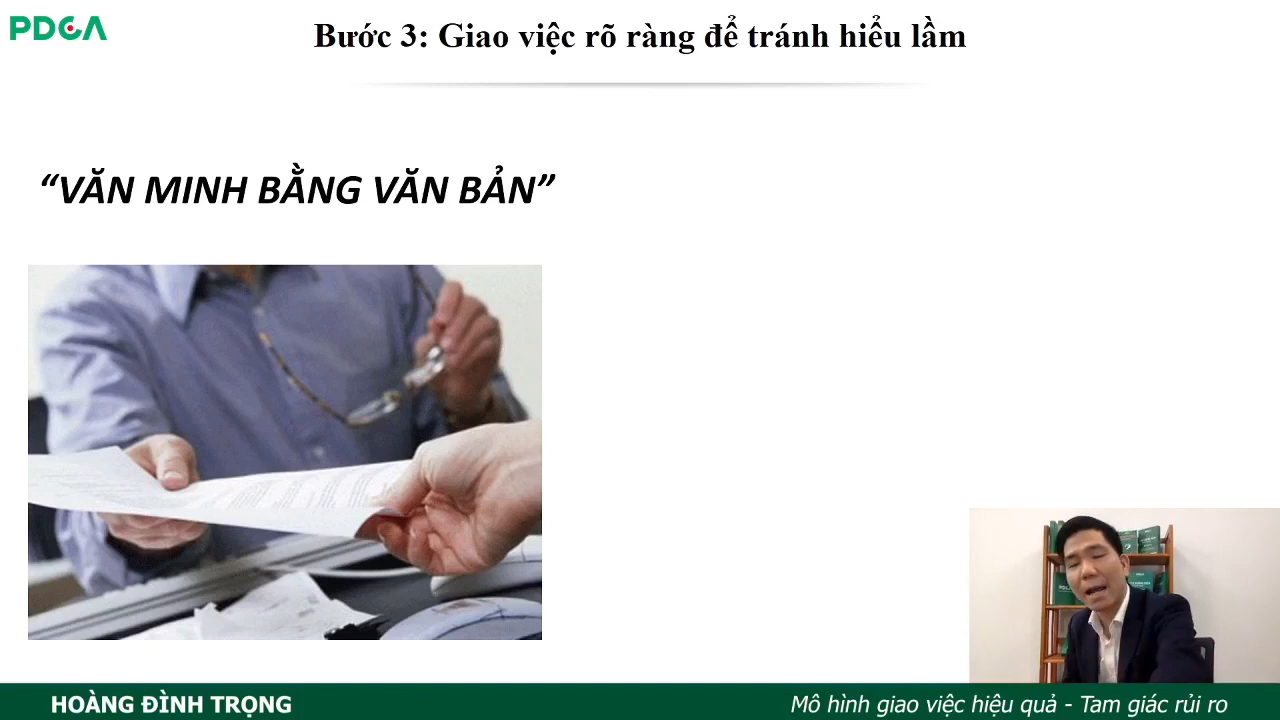 PDCA
Bước 3: Giao việc rõ ràng để tránh hiểu lầm
“VĂN MINH BẰNG VĂN BẢN”
HOÀNG ĐÌNH TRỌNG
Mô hình giao việc hiệu quả - Tam giác rủi ro